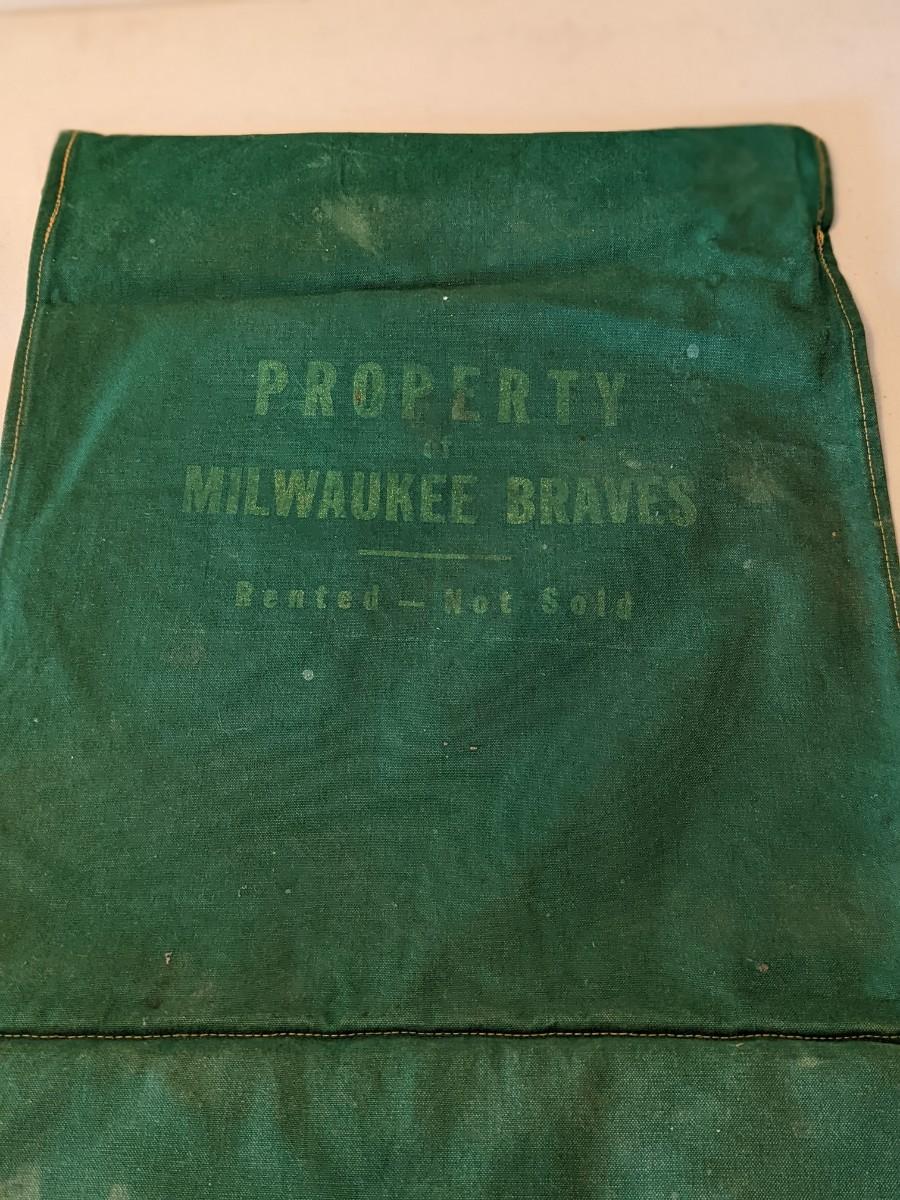 PROPERTY
of
MILWAUKEE BRAVES
Rented — Not Sold